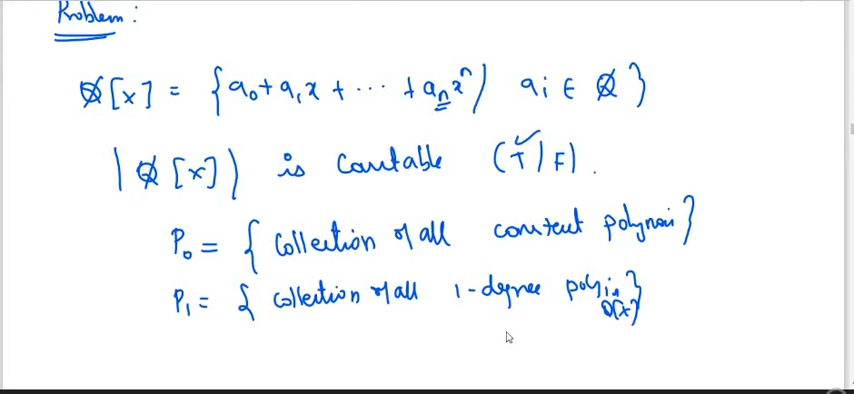 Problem :
Q[x] = {a₀+a₁x + ⋯ + aₙxⁿ | aᵢ ∈ Q}
|Q[x]| is countable (T✓/F).
P₀ = { Collection of all constant polynomi }
P₁ = { collection of all 1-degree poly in Q[x] }